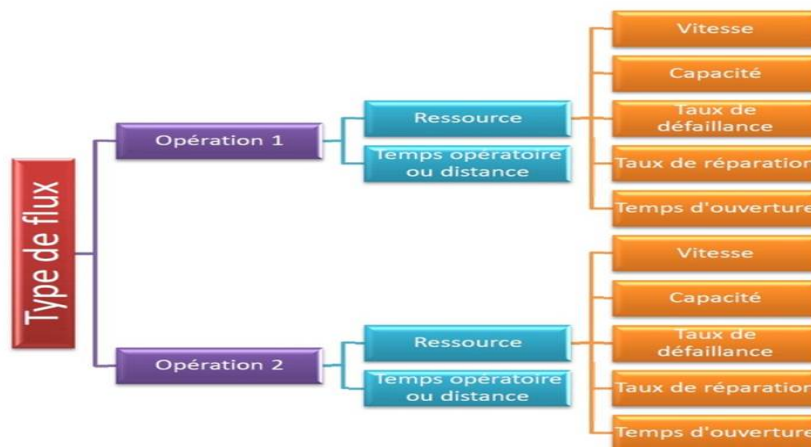 Type de flux
Opération 1
Ressource
Vitesse
Capacité
Taux de
défaillance
Taux de réparation
Temps d'ouverture
Temps opératoire
ou distance
Opération 2
Ressource
Vitesse
Capacité
Taux de
défaillance
Taux de réparation
Temps d'ouverture
Temps opératoire
ou distance